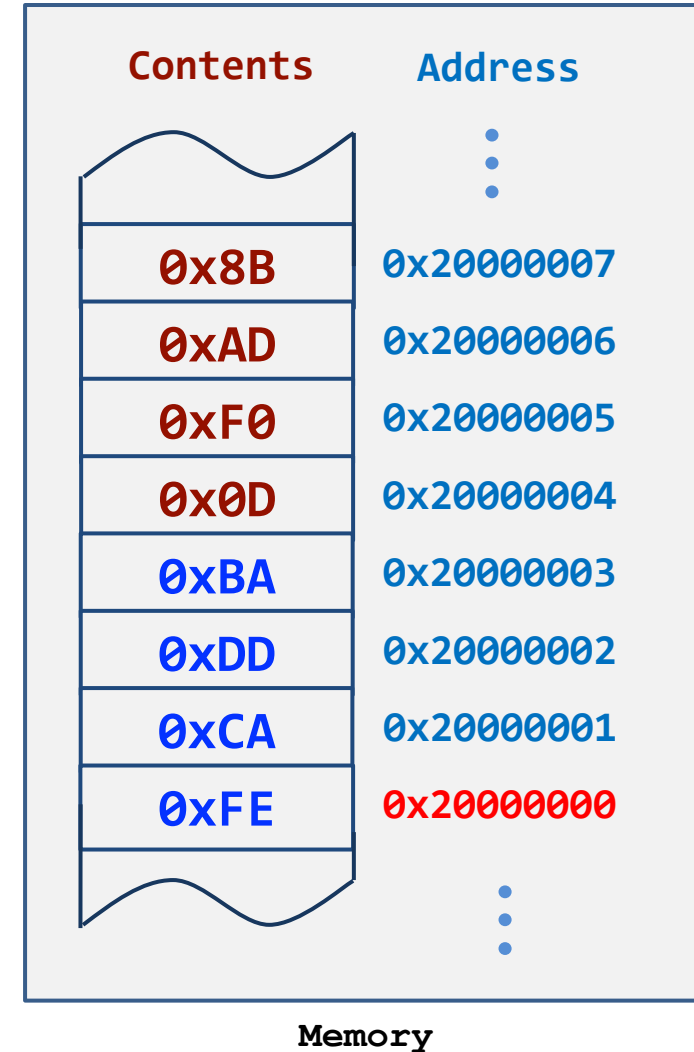 Contents Address
0x8B 0x20000007
0xAD 0x20000006
0xF0 0x20000005
0x0D 0x20000004
0xBA 0x20000003
0xDD 0x20000002
0xCA 0x20000001
0xFE 0x20000000
Memory